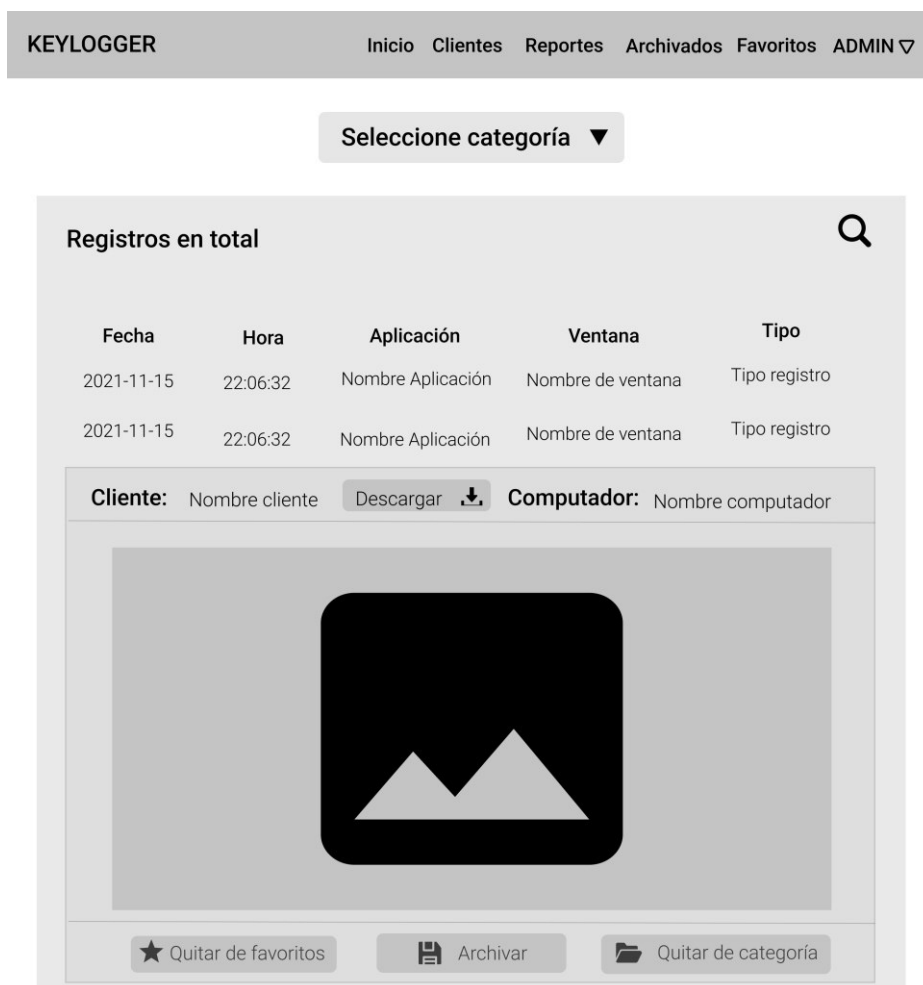 KEYLOGGER Inicio Clientes Reportes Archivados Favoritos ADMIN
Seleccione categoría
Registros en total
Fecha Hora Aplicación Ventana Tipo
2021-11-15 22:06:32 Nombre Aplicación Nombre de ventana Tipo registro
2021-11-15 22:06:32 Nombre Aplicación Nombre de ventana Tipo registro
Cliente: Nombre cliente Descargar Computador: Nombre computador
Quitar de favoritos Archivar Quitar de categoría